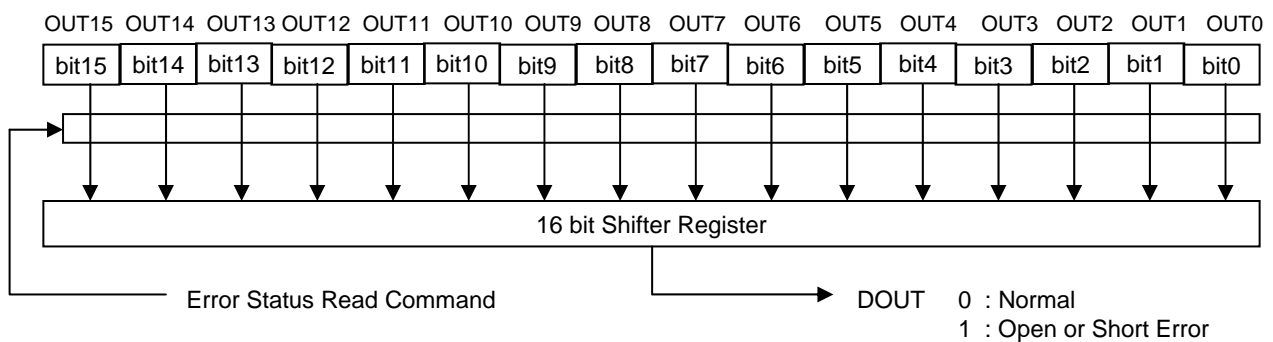 OUT15 OUT14 OUT13 OUT12 OUT11 OUT10 OUT9 OUT8 OUT7 OUT6 OUT5 OUT4 OUT3 OUT2 OUT1 OUT0
bit15 bit14 bit13 bit12 bit11 bit10 bit9 bit8 bit7 bit6 bit5 bit4 bit3 bit2 bit1 bit0
16 bit Shifter Register
Error Status Read Command DOUT 0 : Normal
1 : Open or Short Error